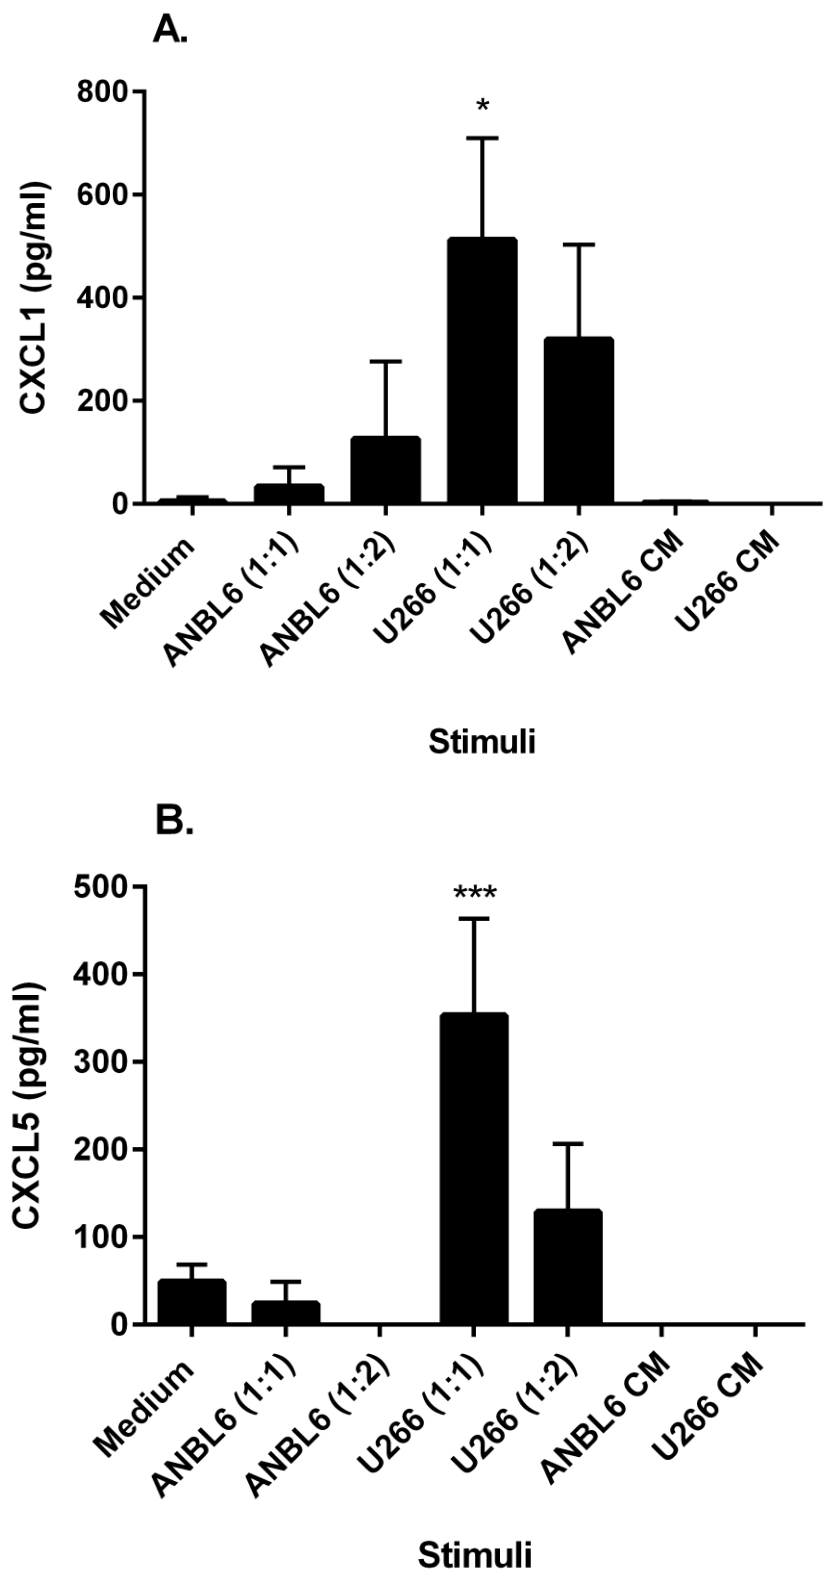 A.
CXCL1 (pg/ml)
800
600
400
200
0
*
Medium
ANBL6 (1:1)
ANBL6 (1:2)
U266 (1:1)
U266 (1:2)
ANBL6 CM
U266 CM
Stimuli
B.
CXCL5 (pg/ml)
500
400
300
200
100
0
***
Medium
ANBL6 (1:1)
ANBL6 (1:2)
U266 (1:1)
U266 (1:2)
ANBL6 CM
U266 CM
Stimuli